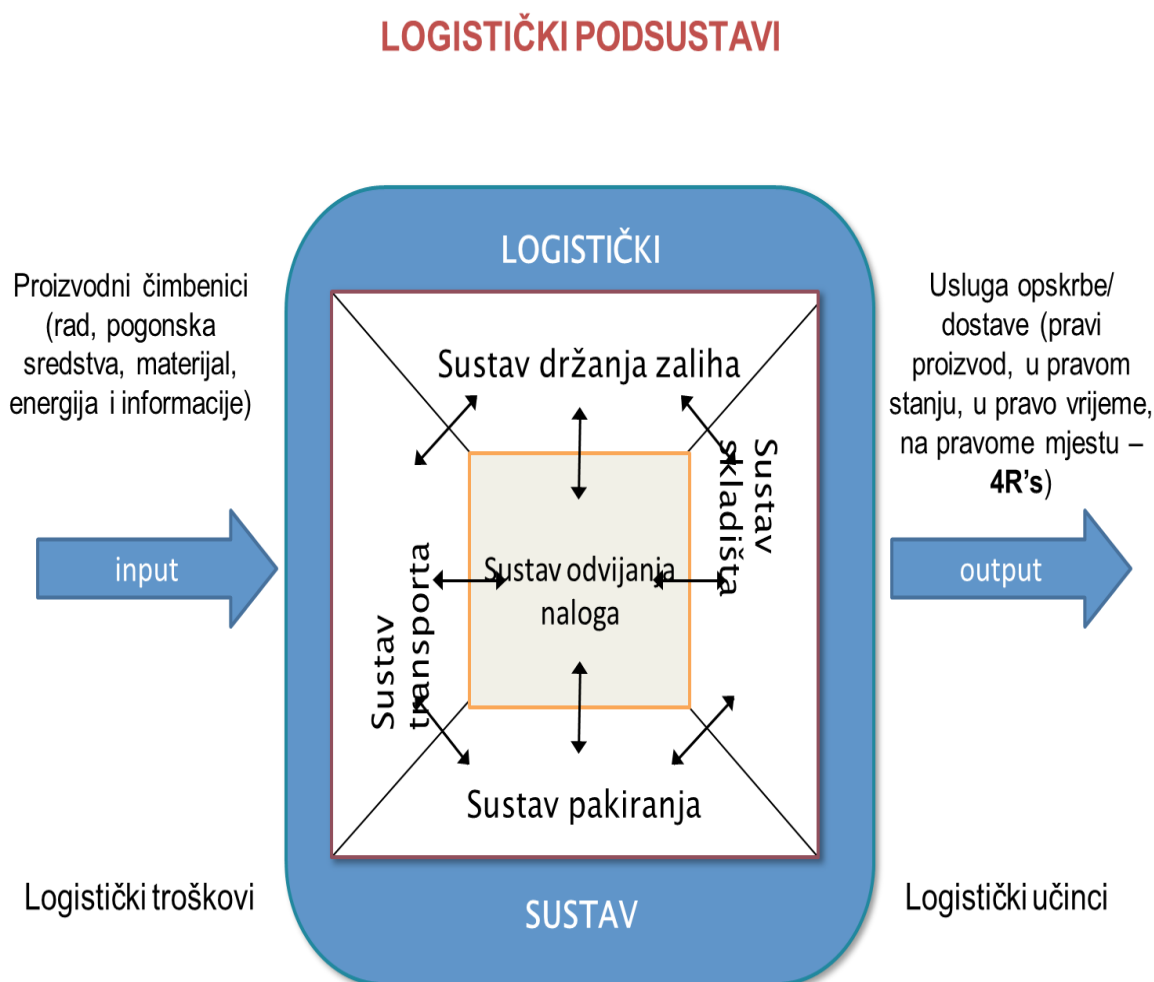 LOGISTIČKI PODSUSTAVI
LOGISTIČKI
Proizvodni čimbenici
(rad, pogonska
sredstva, materijal,
energija i informacije)
input
Logistički troškovi
Sustav držanja zaliha
Sustav
transporta
Sustav odvijanja
naloga
Sustav
skladišta
Sustav pakiranja
SUSTAV
Usluga opskrbe/
dostave (pravi
proizvod, u pravom
stanju, u pravo vrijeme,
na pravome mjestu –
4R’s)
output
Logistički učinci